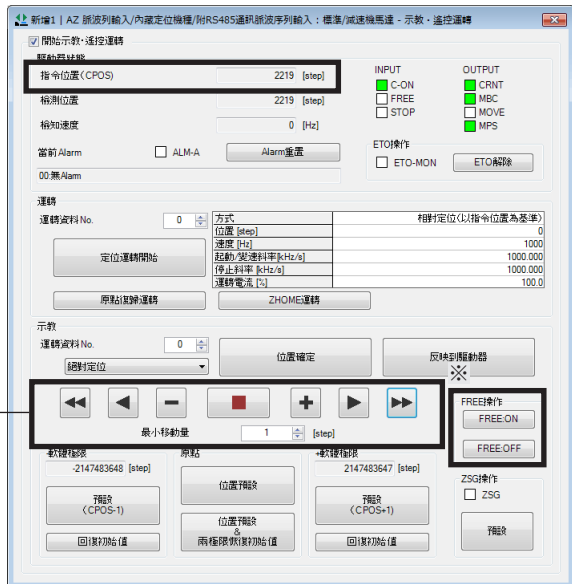 新增1 | AZ 脈波列輸入/內藏定位機種/附RS485通訊脈波序列輸入：標準/減速機馬達 - 示教・遙控運轉
開始示教・遙控運轉
驅動器狀態
指令位置(CPOS) 2219 [step]
檢測位置 2219 [step]
檢知速度 0 [Hz]
當前Alarm ALM-A Alarm重置
00:無Alarm
INPUT OUTPUT
C-ON CRNT
FREE MBC
STOP MOVE
MPS
ETO操作
ETO-MON ETO解除
運轉
運轉資料No. 0
方式 相對定位(以指令位置為基準)
位置 [step] 0
速度 [Hz] 1000
起動/變速斜率[kHz/s] 1000.000
停止斜率 [kHz/s] 1000.000
運轉電流 [%] 100.0
定位運轉開始
原點復歸運轉 ZHOME運轉
示教
運轉資料No. 0
絕對定位
位置確定 反映到驅動器
※
最小移動量 1 [step]
FREE操作
FREE:ON
FREE:OFF
-軟體極限 原點 +軟體極限
-2147483648 [step] 2147483647 [step]
預設
(CPOS-1)
位置預設
預設
(CPOS+1)
位置預設
&
兩極限恢復初始值
回復初始值 回復初始值
ZSG操作
ZSG
預設